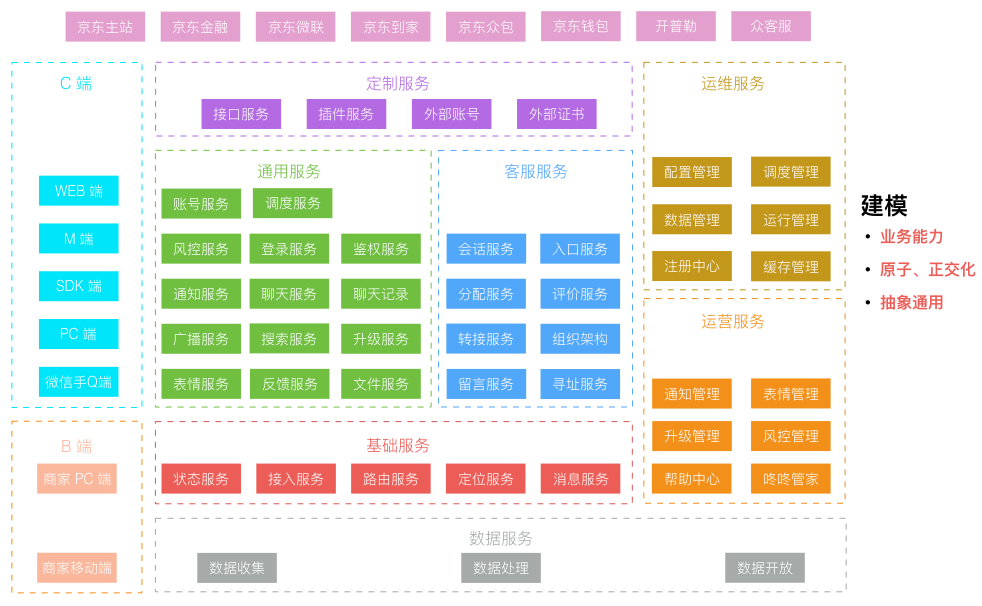 京东主站 京东金融 京东微联 京东到家 京东众包 京东钱包 开普勒 众客服
C 端
WEB 端
M 端
SDK 端
PC 端
微信手Q端
B 端
商家 PC 端
商家移动端
定制服务
接口服务 插件服务 外部账号 外部证书
通用服务
账号服务 调度服务
风控服务 登录服务 鉴权服务
通知服务 聊天服务 聊天记录
广播服务 搜索服务 升级服务
表情服务 反馈服务 文件服务
客服服务
会话服务 入口服务
分配服务 评价服务
转接服务 组织架构
留言服务 寻址服务
基础服务
状态服务 接入服务 路由服务 定位服务 消息服务
数据服务
数据收集 数据处理 数据开放
运维服务
配置管理 调度管理
数据管理 运行管理
注册中心 缓存管理
运营服务
通知管理 表情管理
升级管理 风控管理
帮助中心 咚咚管家
建模
• 业务能力
• 原子、正交化
• 抽象通用